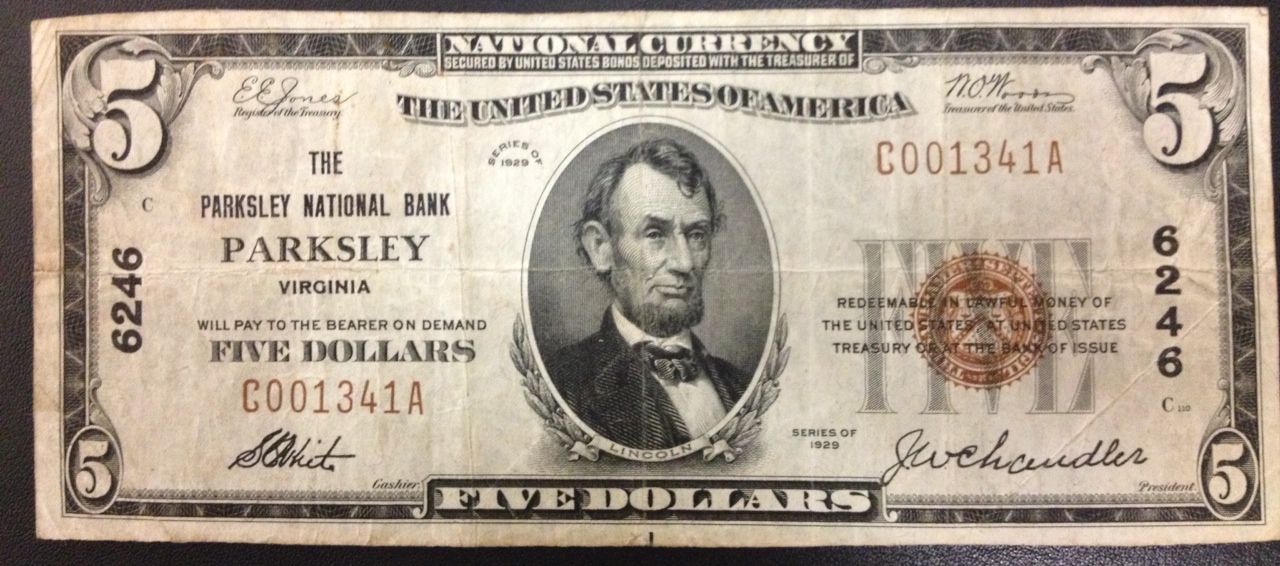 NATIONAL CURRENCY
SECURED BY UNITED STATES BONDS DEPOSITED WITH THE TREASURER OF
THE UNITED STATES OF AMERICA
5
5
E.E. Jones
Register of the Treasury.
W.O. Woods
Treasurer of the United States.
SERIES OF
1929
C001341A
THE
C
PARKSLEY NATIONAL BANK
PARKSLEY
VIRGINIA
6246
6246
WILL PAY TO THE BEARER ON DEMAND
FIVE DOLLARS
C001341A
FIVE
REDEEMABLE IN LAWFUL MONEY OF
THE UNITED STATES AT UNITED STATES
TREASURY OR AT THE BANK OF ISSUE
C 110
SERIES OF
1929
LINCOLN
White
Cashier.
JWChandler
President.
5
FIVE DOLLARS
5